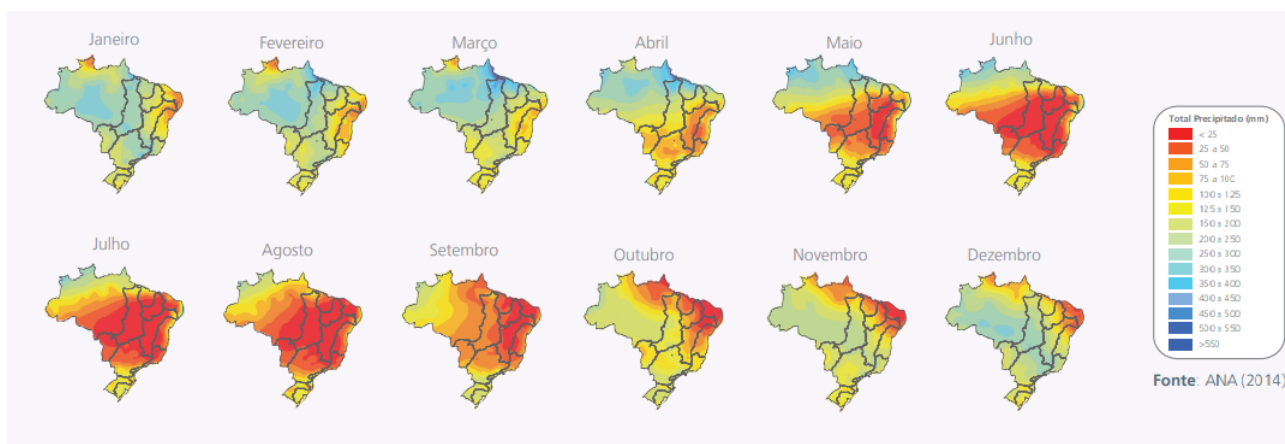 Janeiro
Fevereiro
Março
Abril
Maio
Junho
Julho
Agosto
Setembro
Outubro
Novembro
Dezembro
Total Precipitado (mm)
< 25
25 a 50
50 a 75
75 a 100
100 a 125
125 a 150
150 a 200
200 a 250
250 a 300
300 a 350
350 a 400
400 a 450
450 a 500
500 a 550
>550
Fonte: ANA (2014)